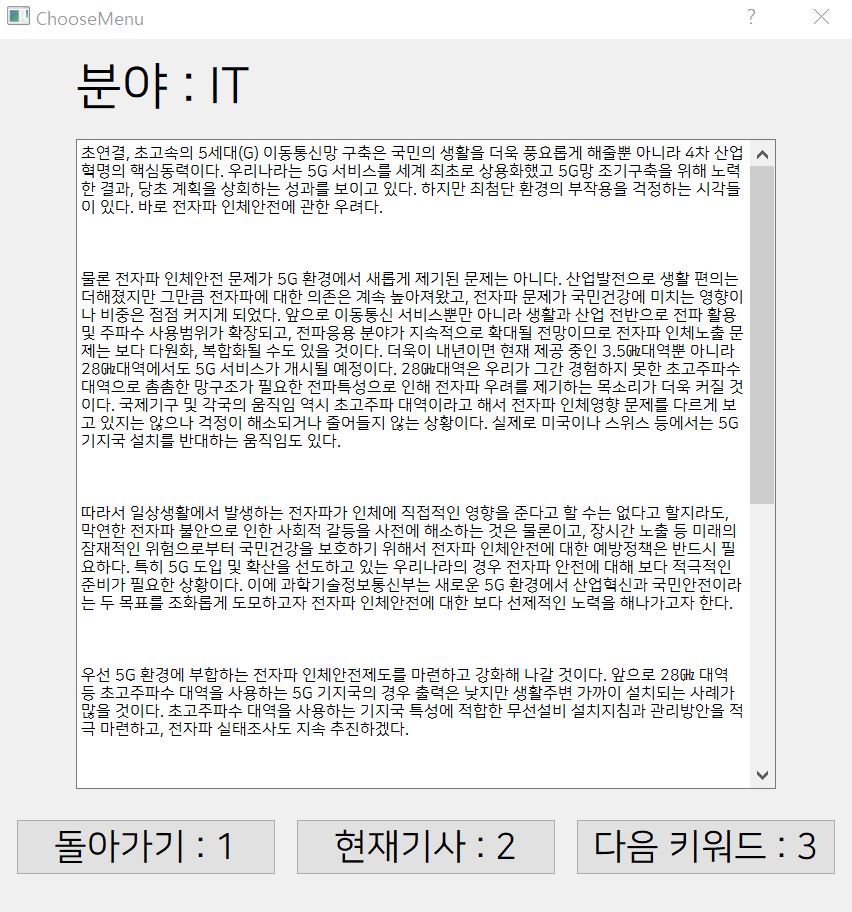 ChooseMenu
분야 : IT
초연결, 초고속의 5세대(G) 이동통신망 구축은 국민의 생활을 더욱 풍요롭게 해줄뿐 아니라 4차 산업
혁명의 핵심동력이다. 우리나라는 5G 서비스를 세계 최초로 상용화했고 5G망 조기구축을 위해 노력
한 결과, 당초 계획을 상회하는 성과를 보이고 있다. 하지만 최첨단 환경의 부작용을 걱정하는 시각들
이 있다. 바로 전자파 인체안전에 관한 우려다.
물론 전자파 인체안전 문제가 5G 환경에서 새롭게 제기된 문제는 아니다. 산업발전으로 생활 편의는
더해졌지만 그만큼 전자파에 대한 의존은 계속 높아져왔고, 전자파 문제가 국민건강에 미치는 영향이
나 비중은 점점 커지게 되었다. 앞으로 이동통신 서비스뿐만 아니라 생활과 산업 전반으로 전파 활용
및 주파수 사용범위가 확장되고, 전파응용 분야가 지속적으로 확대될 전망이므로 전자파 인체노출 문
제는 보다 다원화, 복합화될 수도 있을 것이다. 더욱이 내년이면 현재 제공 중인 3.5㎓대역뿐 아니라
28㎓대역에서도 5G 서비스가 개시될 예정이다. 28㎓대역은 우리가 그간 경험하지 못한 초고주파수
대역으로 촘촘한 망구조가 필요한 전파특성으로 인해 전자파 우려를 제기하는 목소리가 더욱 커질 것
이다. 국제기구 및 각국의 움직임 역시 초고주파 대역이라고 해서 전자파 인체영향 문제를 다르게 보
고 있지는 않으나 걱정이 해소되거나 줄어들지 않는 상황이다. 실제로 미국이나 스위스 등에서는 5G
기지국 설치를 반대하는 움직임도 있다.
따라서 일상생활에서 발생하는 전자파가 인체에 직접적인 영향을 준다고 할 수는 없다고 할지라도,
막연한 전자파 불안으로 인한 사회적 갈등을 사전에 해소하는 것은 물론이고, 장시간 노출 등 미래의
잠재적인 위험으로부터 국민건강을 보호하기 위해서 전자파 인체안전에 대한 예방정책은 반드시 필
요하다. 특히 5G 도입 및 확산을 선도하고 있는 우리나라의 경우 전자파 안전에 대해 보다 적극적인
준비가 필요한 상황이다. 이에 과학기술정보통신부는 새로운 5G 환경에서 산업혁신과 국민안전이라
는 두 목표를 조화롭게 도모하고자 전자파 인체안전에 대한 보다 선제적인 노력을 해나가고자 한다.
우선 5G 환경에 부합하는 전자파 인체안전제도를 마련하고 강화해 나갈 것이다. 앞으로 28㎓ 대역
등 초고주파수 대역을 사용하는 5G 기지국의 경우 출력은 낮지만 생활주변 가까이 설치되는 사례가
많을 것이다. 초고주파수 대역을 사용하는 기지국 특성에 적합한 무선설비 설치지침과 관리방안을 적
극 마련하고, 전자파 실태조사도 지속 추진하겠다.
돌아가기 : 1
현재기사 : 2
다음 키워드 : 3